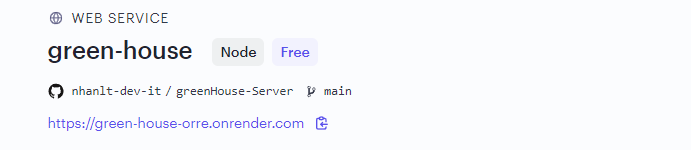 WEB SERVICE
green-house Node Free
nhanlt-dev-it / greenHouse-Server main
https://green-house-orre.onrender.com